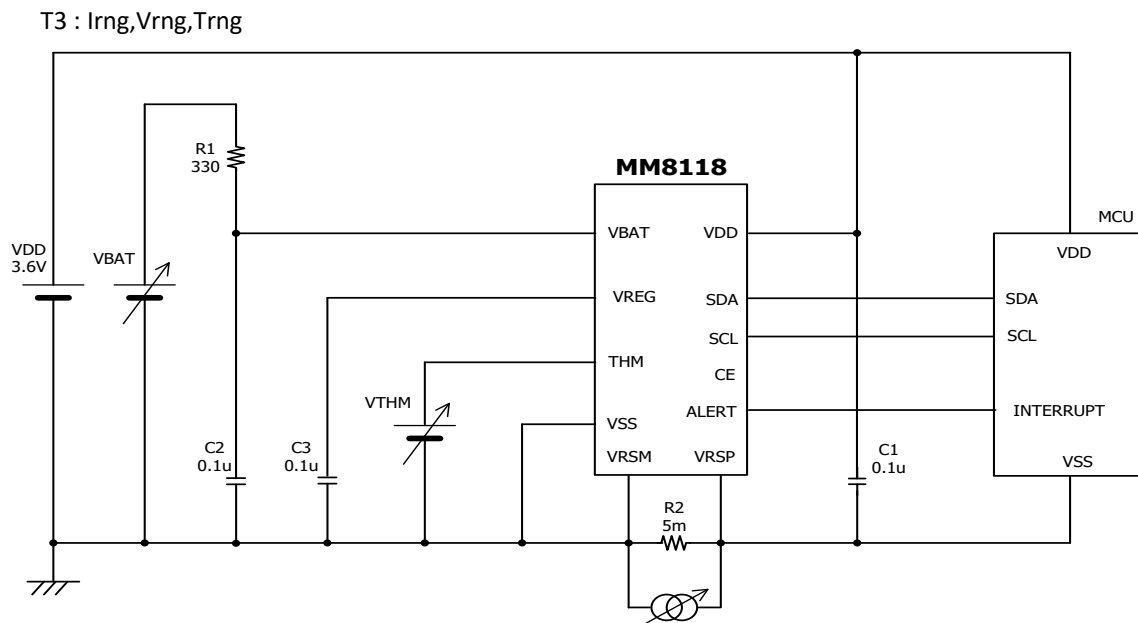 T3 : Irng,Vrng,Trng
R1
330
MM8118
MCU
VBAT
VDD
VDD
VDD
3.6V
VBAT
VREG
SDA
SDA
SCL
SCL
THM
CE
VTHM
ALERT
INTERRUPT
VSS
C2
0.1u
C3
0.1u
VRSM
VRSP
C1
0.1u
VSS
R2
5m